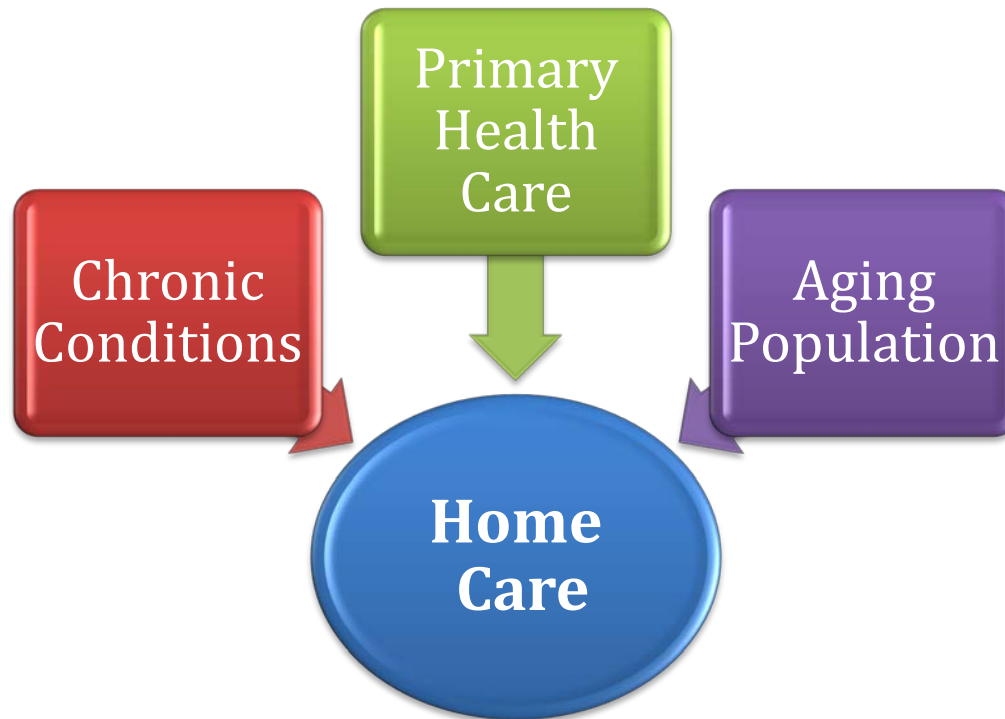 Primary
Health
Care
Chronic
Conditions
Aging
Population
Home
Care